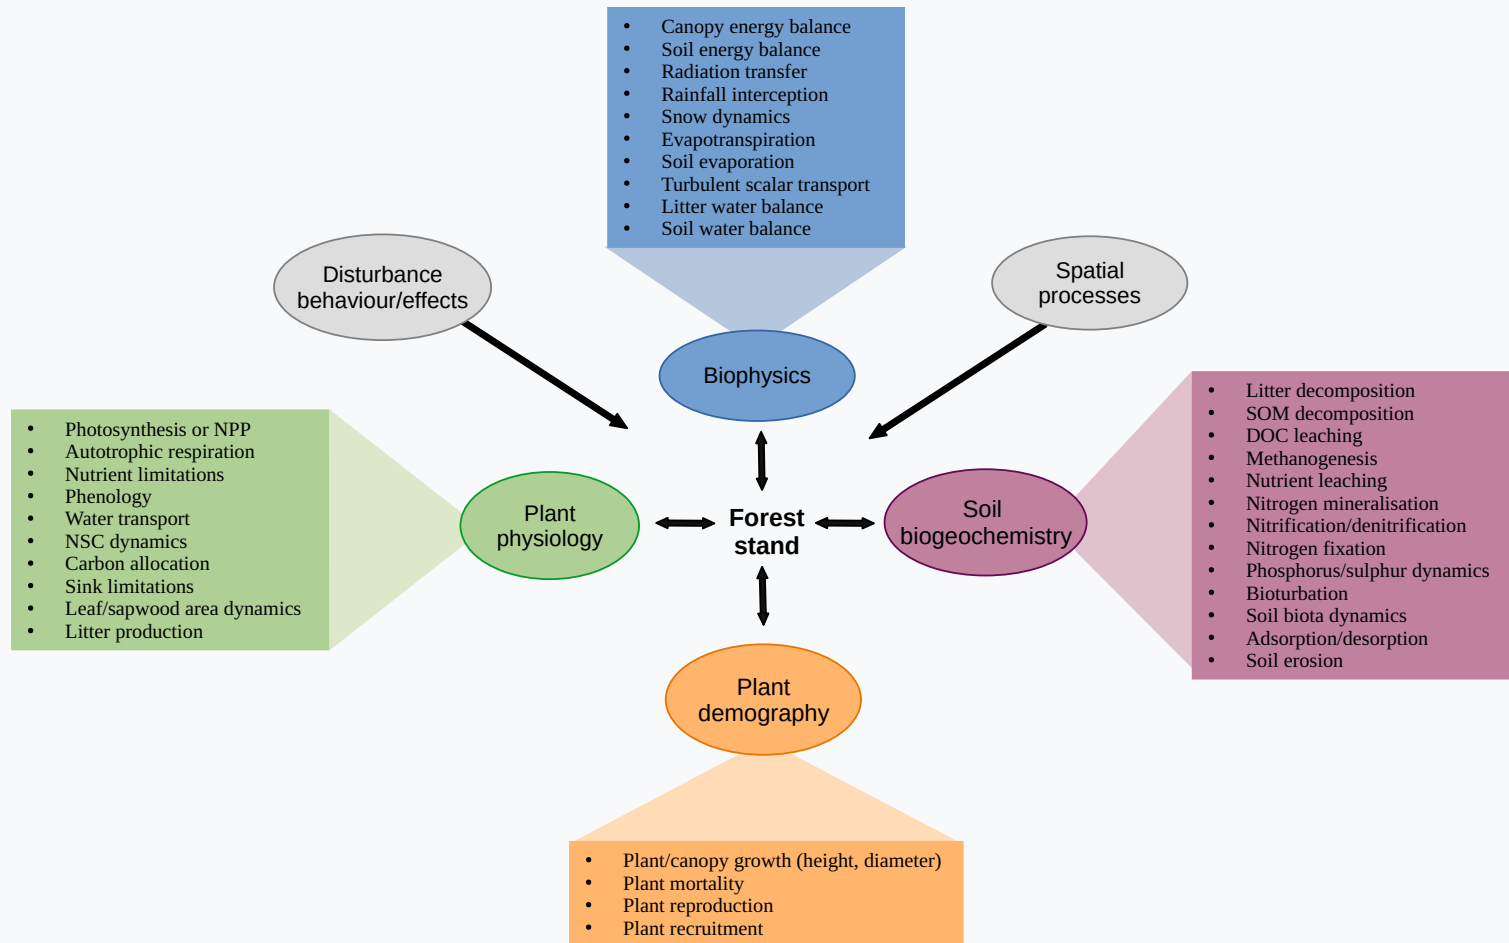 • Canopy energy balance
• Soil energy balance
• Radiation transfer
• Rainfall interception
• Snow dynamics
• Evapotranspiration
• Soil evaporation
• Turbulent scalar transport
• Litter water balance
• Soil water balance
Disturbance
behaviour/effects
Spatial
processes
Biophysics
• Photosynthesis or NPP
• Autotrophic respiration
• Nutrient limitations
• Phenology
• Water transport
• NSC dynamics
• Carbon allocation
• Sink limitations
• Leaf/sapwood area dynamics
• Litter production
Plant
physiology
Forest
stand
Soil
biogeochemistry
• Litter decomposition
• SOM decomposition
• DOC leaching
• Methanogenesis
• Nutrient leaching
• Nitrogen mineralisation
• Nitrification/denitrification
• Nitrogen fixation
• Phosphorus/sulphur dynamics
• Bioturbation
• Soil biota dynamics
• Adsorption/desorption
• Soil erosion
Plant
demography
• Plant/canopy growth (height, diameter)
• Plant mortality
• Plant reproduction
• Plant recruitment